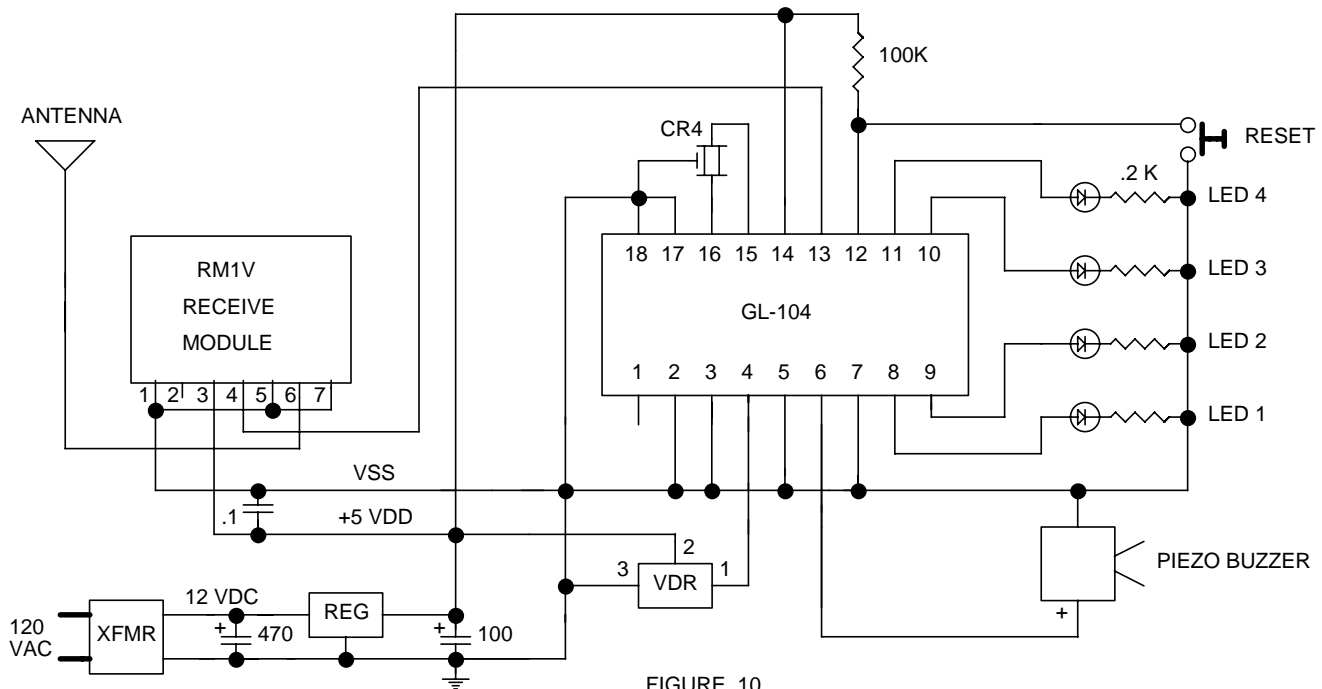 100K
ANTENNA
CR4
RESET
.2 K
LED 4
18 17 16 15 14 13 12 11 10
RM1V
RECEIVE
MODULE
LED 3
GL-104
LED 2
1 2 3 4 5 6 7 8 9
1 2 3 4 5 6 7
LED 1
VSS
.1
+5 VDD
2
3 VDR 1
PIEZO BUZZER
+
12 VDC
REG
120
VAC
XFMR
+ 470
+ 100
FIGURE 10